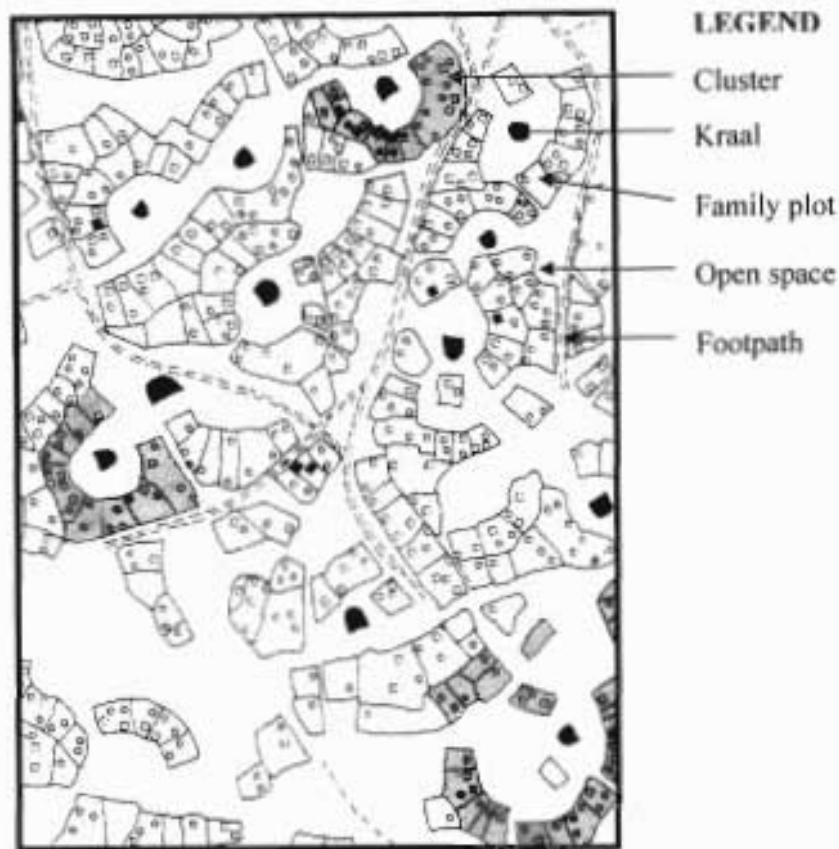 LEGEND
Cluster
Kraal
Family plot
Open space
Footpath